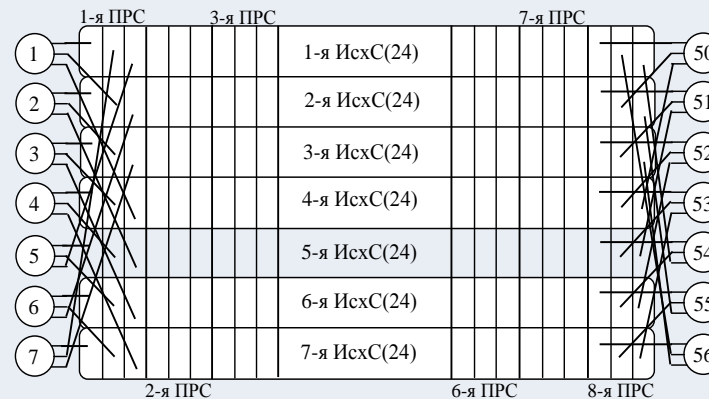 1-я ПРС 3-я ПРС 7-я ПРС
1 1-я ИсхС(24) 50
2 2-я ИсхС(24) 51
3 3-я ИсхС(24) 52
4 4-я ИсхС(24) 53
5 5-я ИсхС(24) 54
6 6-я ИсхС(24) 55
7 7-я ИсхС(24) 56
2-я ПРС 6-я ПРС 8-я ПРС